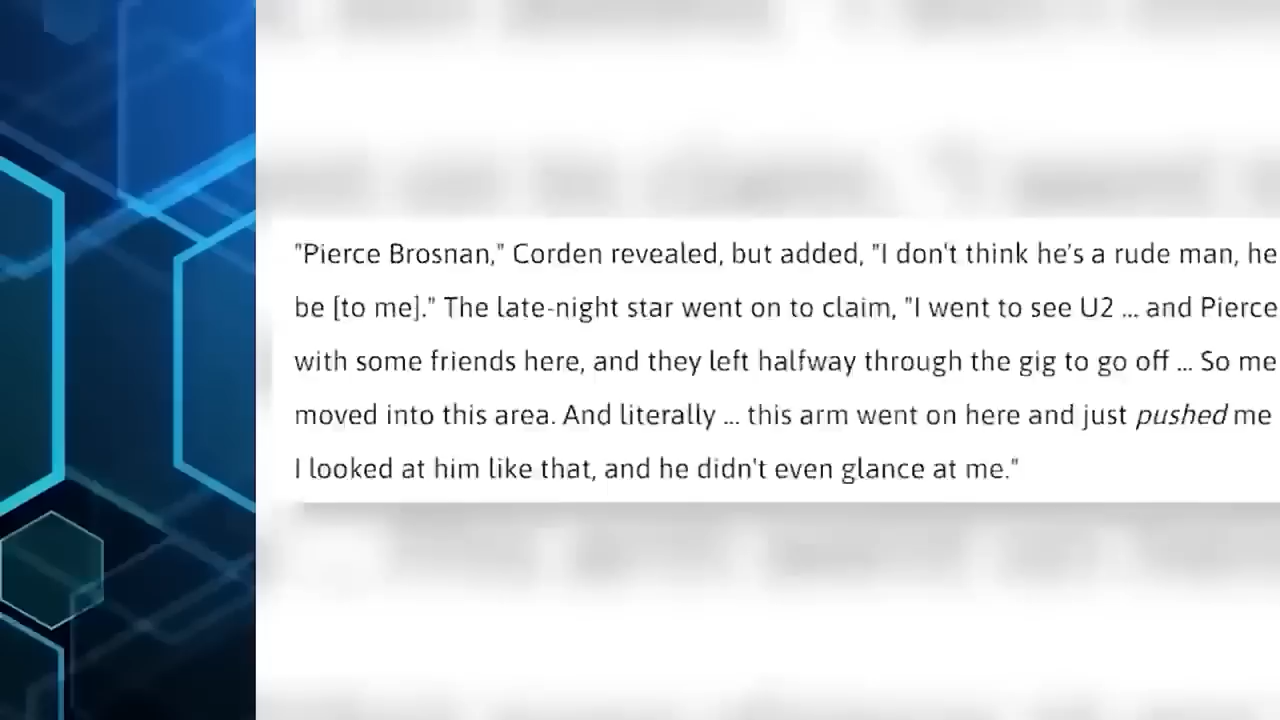 "Pierce Brosnan," Corden revealed, but added, "I don't think he's a rude man, he
be [to me]." The late-night star went on to claim, "I went to see U2 ... and Pierce
with some friends here, and they left halfway through the gig to go off ... So me
moved into this area. And literally ... this arm went on here and just pushed me
I looked at him like that, and he didn't even glance at me."